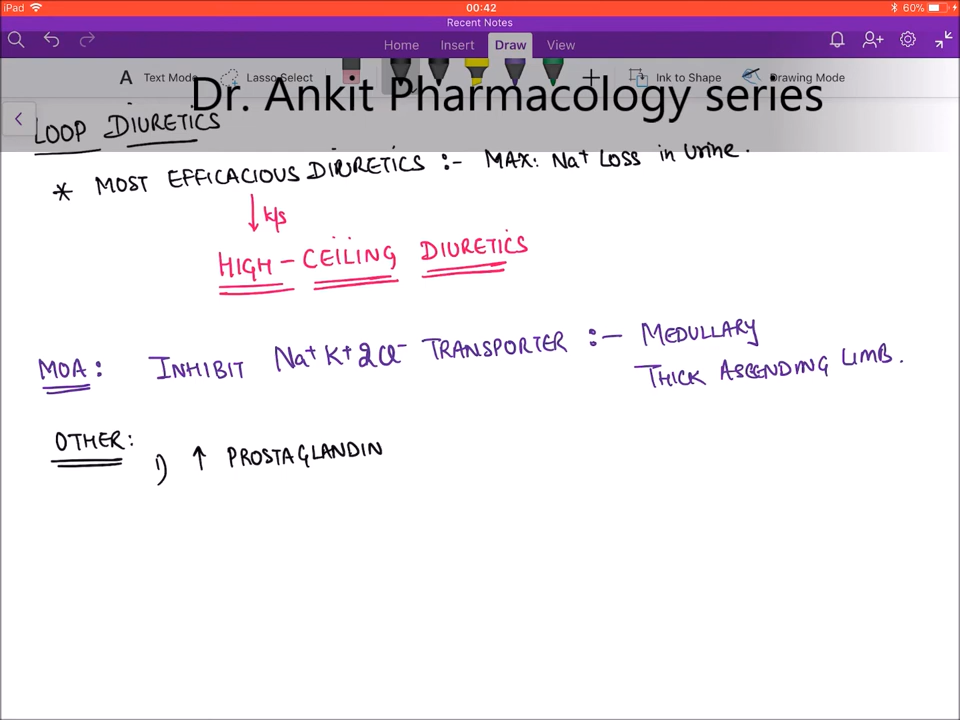 iPad 00:42 60%
Recent Notes
Home Insert Draw View
Text Mode Lasso Select Ink to Shape Drawing Mode
Dr. Ankit Pharmacology series
LOOP DIURETICS
* MOST EFFICACIOUS DIURETICS :- MAX: Na+ LOSS in Urine.
↓ k/s
HIGH-CEILING DIURETICS
MOA: INHIBIT Na+ K+ 2Cl- TRANSPORTER :- MEDULLARY
THICK ASCENDING LIMB.
OTHER:
1) ↑ PROSTAGLANDIN